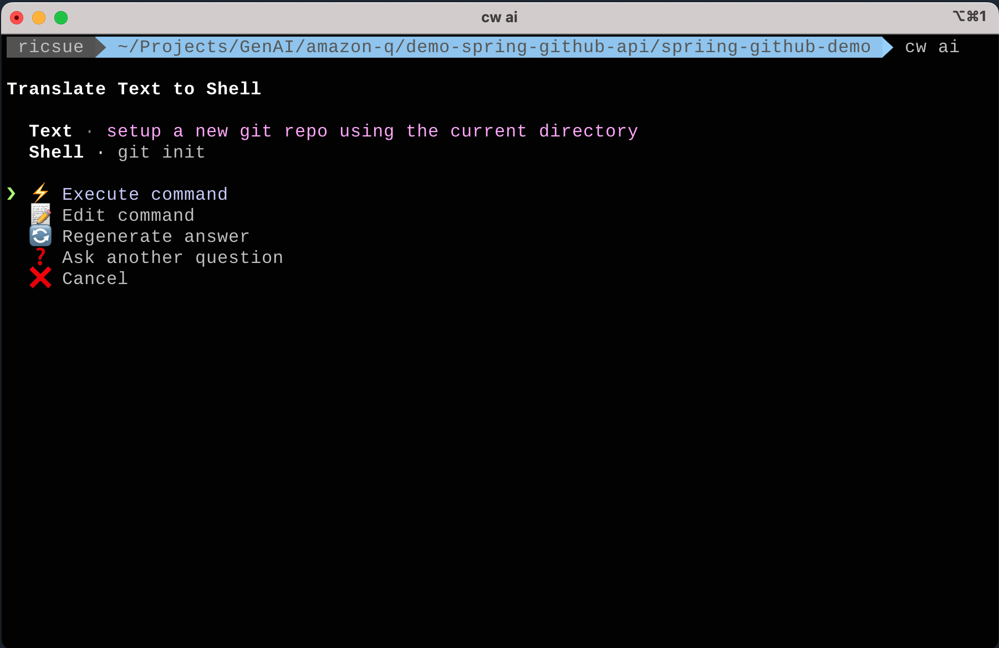 cw ai
⌥⌘1
ricsue ~/Projects/GenAI/amazon-q/demo-spring-github-api/spriing-github-demo cw ai
Translate Text to Shell
Text · setup a new git repo using the current directory
Shell · git init
❯ ⚡ Execute command
📝 Edit command
🔄 Regenerate answer
❓ Ask another question
❌ Cancel